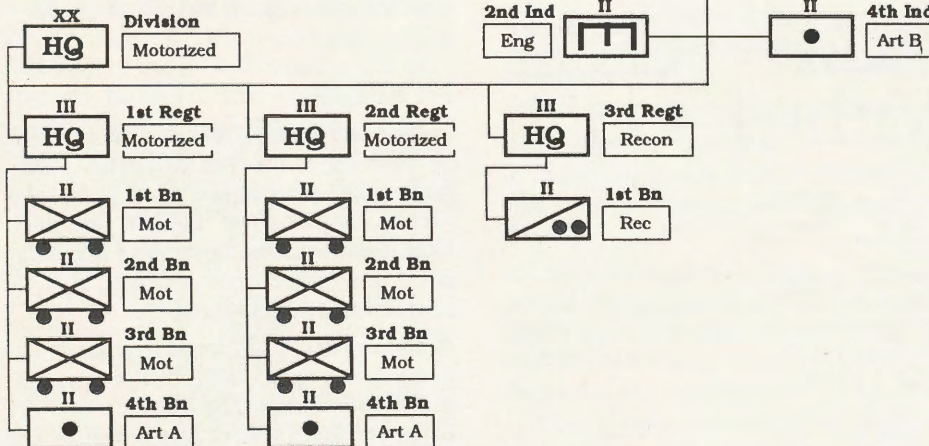 XX
Division
HQ
Motorized
2nd Ind
II
Eng
II
4th Ind
Art B
III
1st Regt
HQ
Motorized
III
2nd Regt
HQ
Motorized
III
3rd Regt
HQ
Recon
II
1st Bn
Mot
II
2nd Bn
Mot
II
3rd Bn
Mot
II
4th Bn
Art A
II
1st Bn
Mot
II
2nd Bn
Mot
II
3rd Bn
Mot
II
4th Bn
Art A
II
1st Bn
Rec